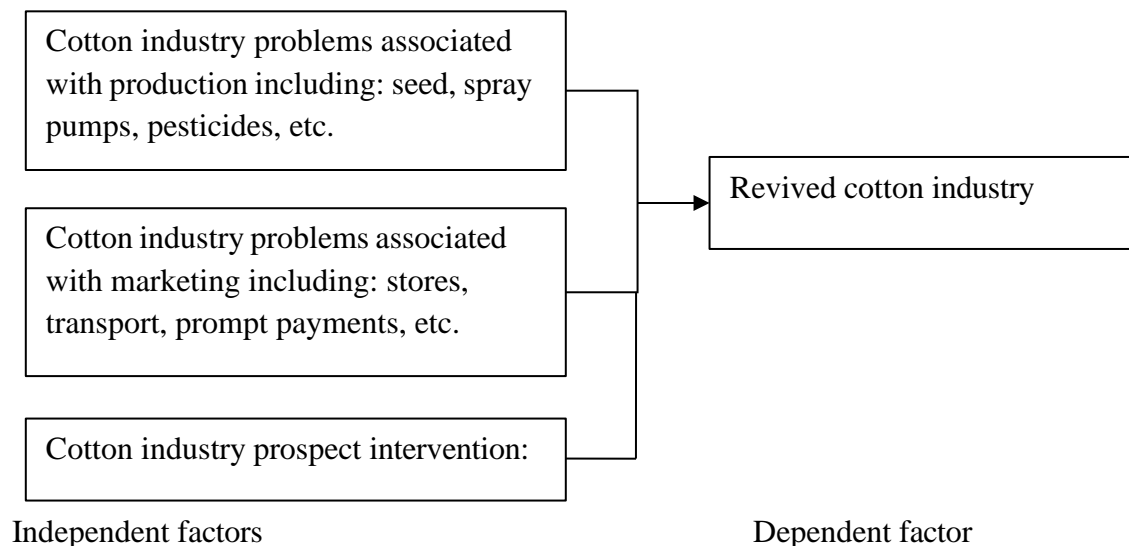 Cotton industry problems associated
with production including: seed, spray
pumps, pesticides, etc.
Revived cotton industry
Cotton industry problems associated
with marketing including: stores,
transport, prompt payments, etc.
Cotton industry prospect intervention:
Independent factors
Dependent factor